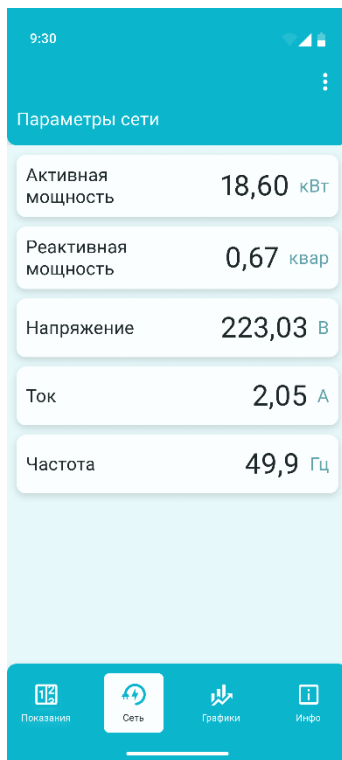 9:30
Параметры сети
Активная
мощность
18,60 кВт
Реактивная
мощность
0,67 квар
Напряжение 223,03 В
Ток 2,05 А
Частота 49,9 Гц
Показания Сеть Графики Инфо